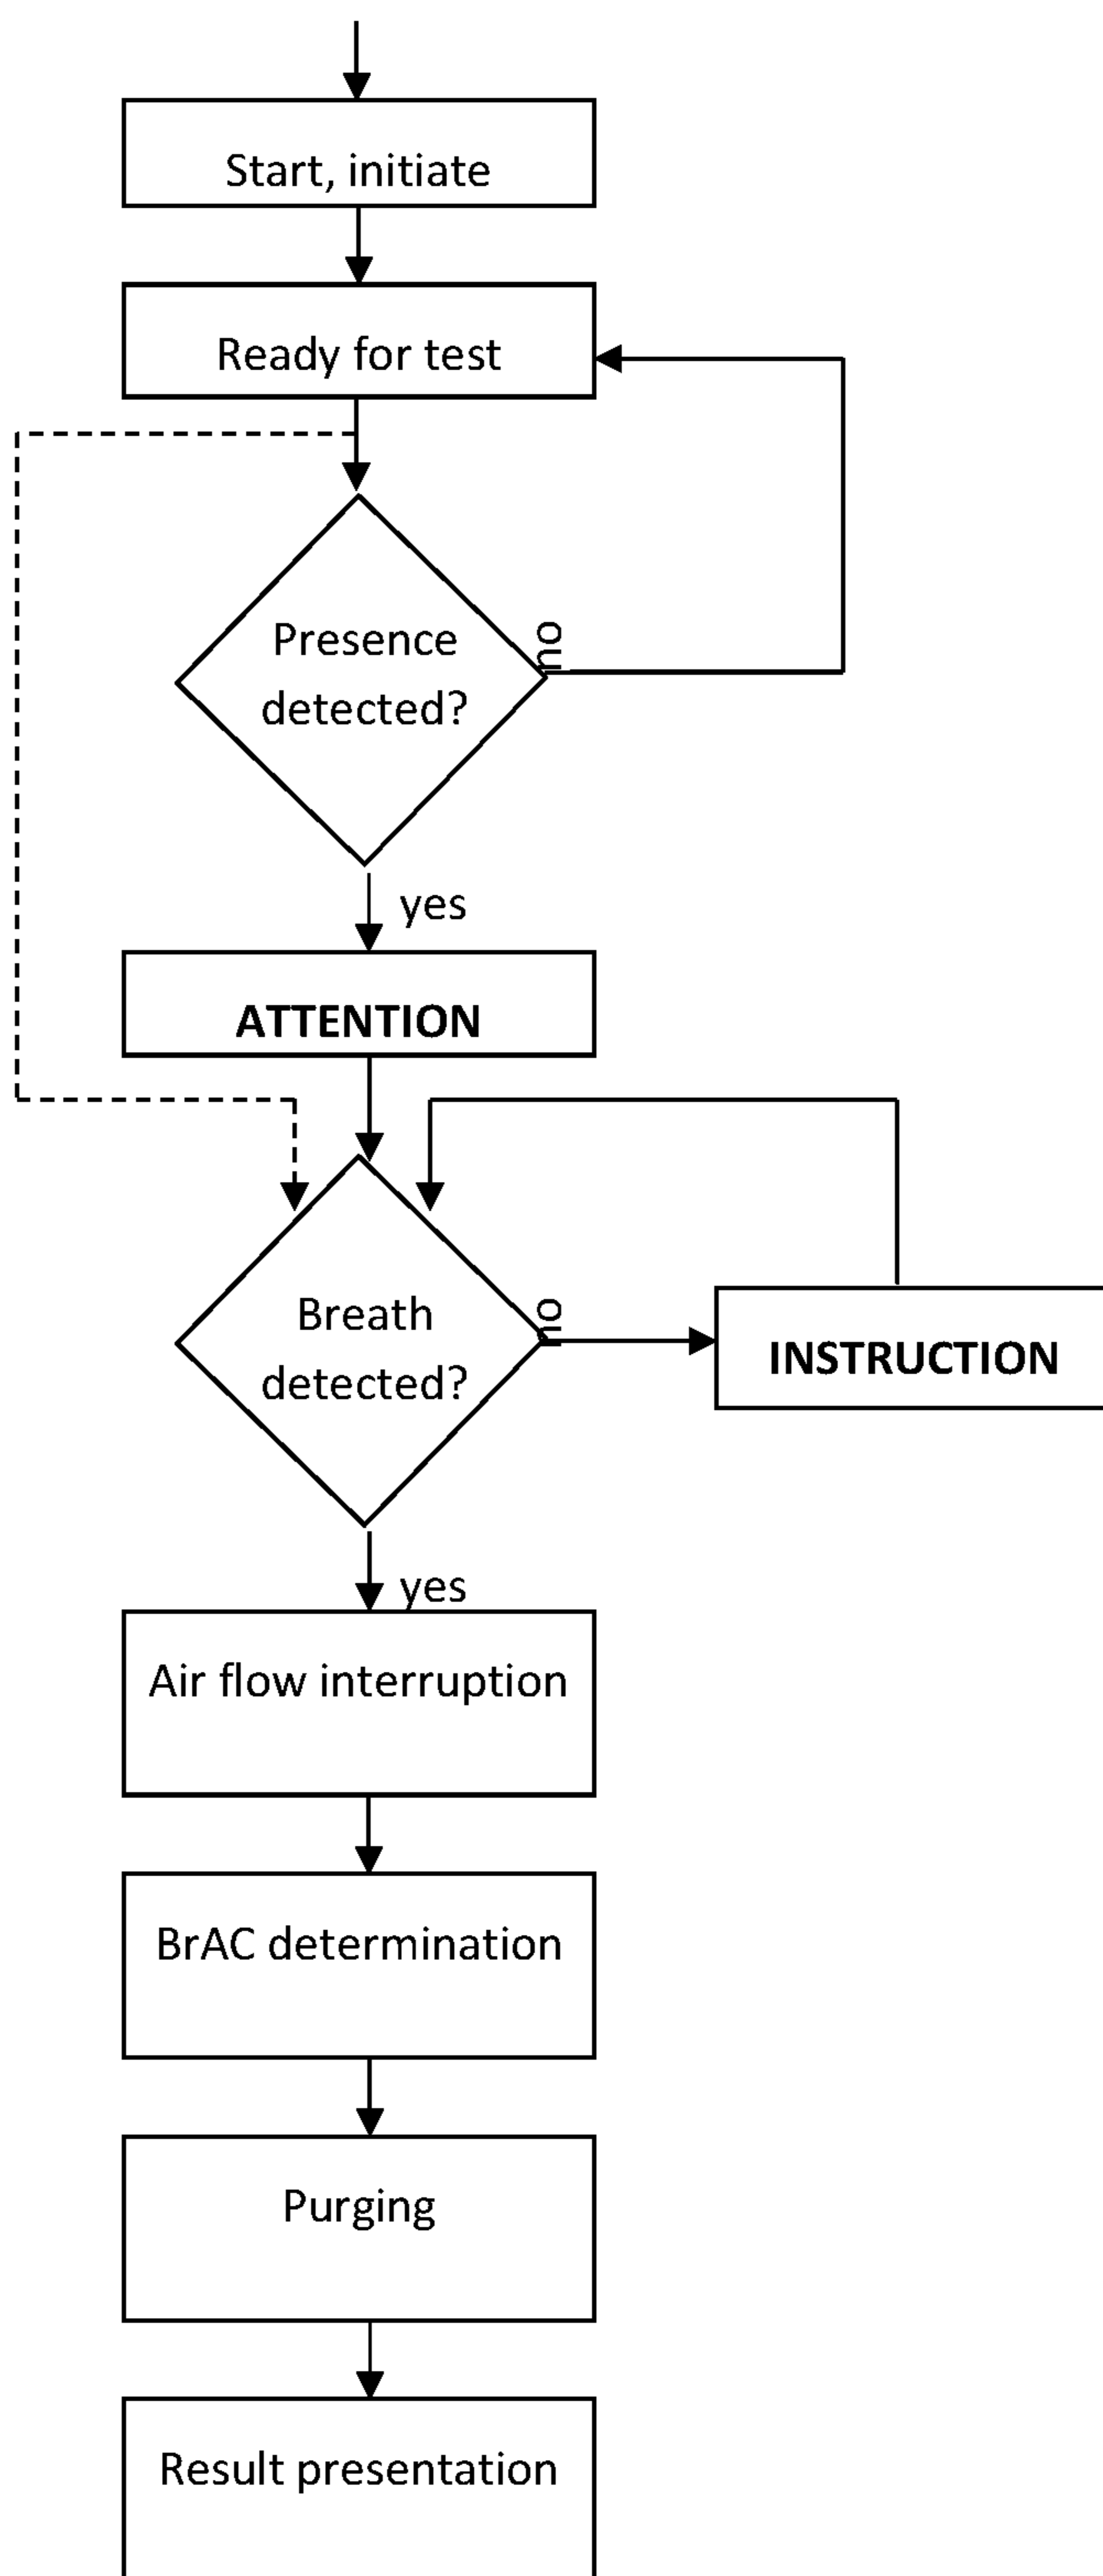 Start, initiate
Ready for test
Presence
detected?
no
yes
ATTENTION
Breath
detected?
no
INSTRUCTION
yes
Air flow interruption
BrAC determination
Purging
Result presentation